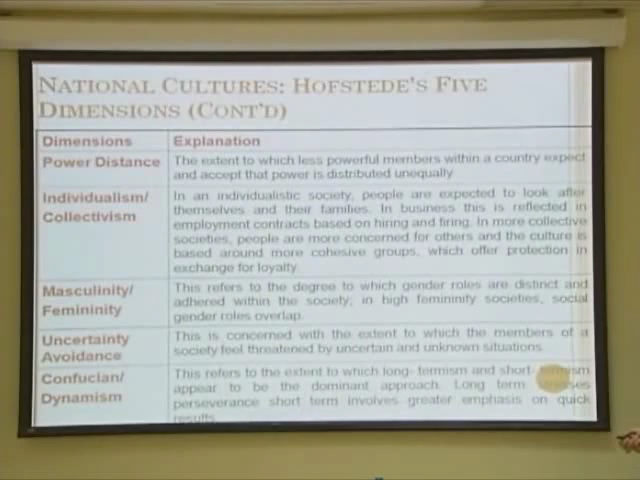 NATIONAL CULTURES: HOFSTEDE'S FIVE
DIMENSIONS (CONT'D)
Dimensions Explanation
Power Distance The extent to which less powerful members within a country expect
and accept that power is distributed unequally
Individualism/ In an individualistic society, people are expected to look after
Collectivism themselves and their families. In business this is reflected in
employment contracts based on hiring and firing. In more collective
societies, people are more concerned for others and the culture is
based around more cohesive groups, which offer protection in
exchange for loyalty.
Masculinity/ This refers to the degree to which gender roles are distinct and
Femininity adhered within the society; in high femininity societies, social
gender roles overlap.
Uncertainty This is concerned with the extent to which the members of a
Avoidance society feel threatened by uncertain and unknown situations.
Confucian/ This refers to the extent to which long- termism and short-
Dynamism appear to be the dominant approach. Long term
perseverance short term involves greater emphasis on quick
results